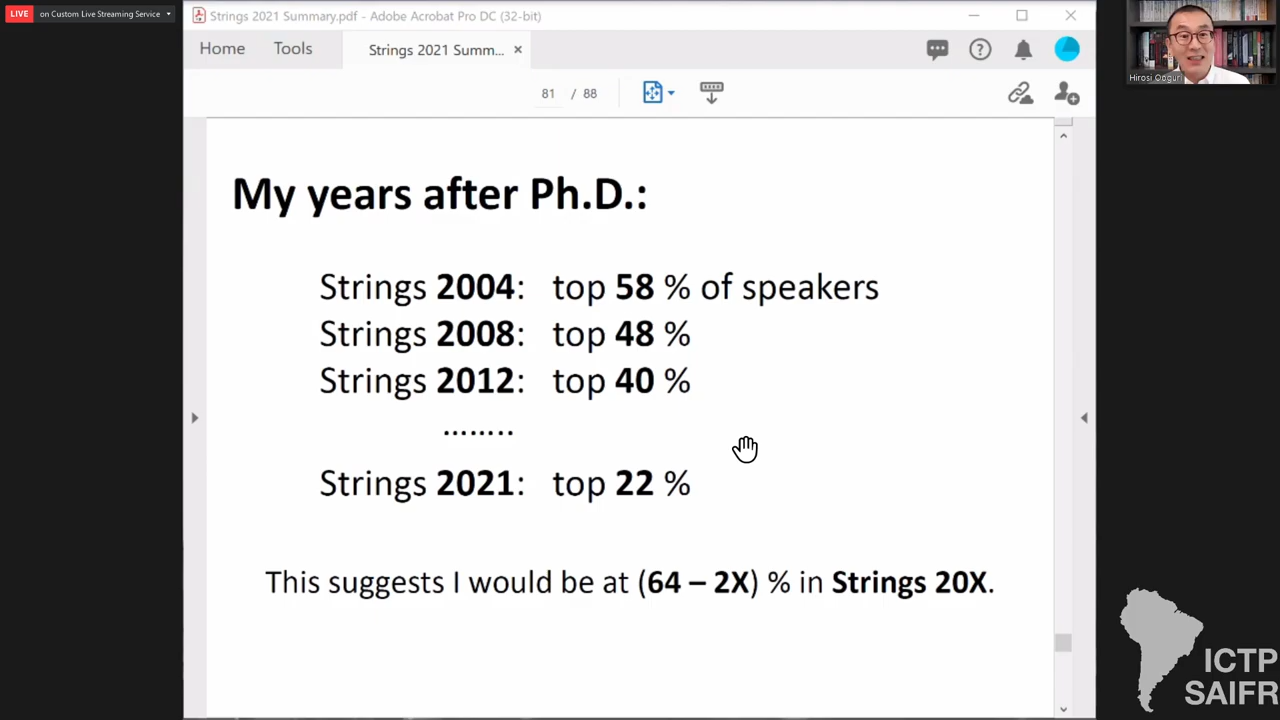 LIVE on Custom Live Streaming Service
Strings 2021 Summary.pdf - Adobe Acrobat Pro DC (32-bit)
Home Tools Strings 2021 Summ... ×
81 / 88
Hirosi Ooguri
My years after Ph.D.:
Strings 2004: top 58 % of speakers
Strings 2008: top 48 %
Strings 2012: top 40 %
........
Strings 2021: top 22 %
This suggests I would be at (64 – 2X) % in Strings 20X.
ICTP
SAIFR